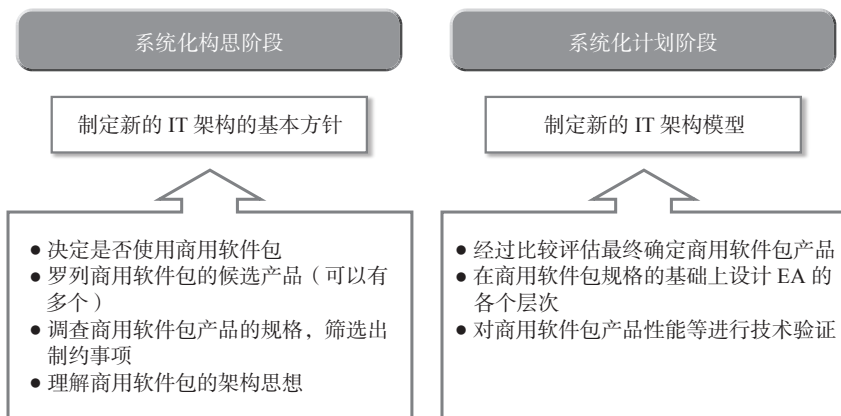 系统化构思阶段
制定新的 IT 架构的基本方针
● 决定是否使用商用软件包
● 罗列商用软件包的候选产品（可以有
多个）
● 调查商用软件包产品的规格，筛选出
制约事项
● 理解商用软件包的架构思想
系统化计划阶段
制定新的 IT 架构模型
● 经过比较评估最终确定商用软件包产品
● 在商用软件包规格的基础上设计 EA 的
各个层次
● 对商用软件包产品性能等进行技术验证